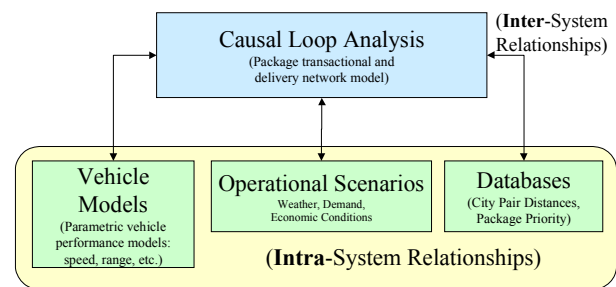 Causal Loop Analysis
(Package transactional and
delivery network model)
(Inter-System
Relationships)
Vehicle
Models
(Parametric vehicle
performance models:
speed, range, etc.)
Operational Scenarios
Weather, Demand,
Economic Conditions
Databases
(City Pair Distances,
Package Priority)
(Intra-System Relationships)